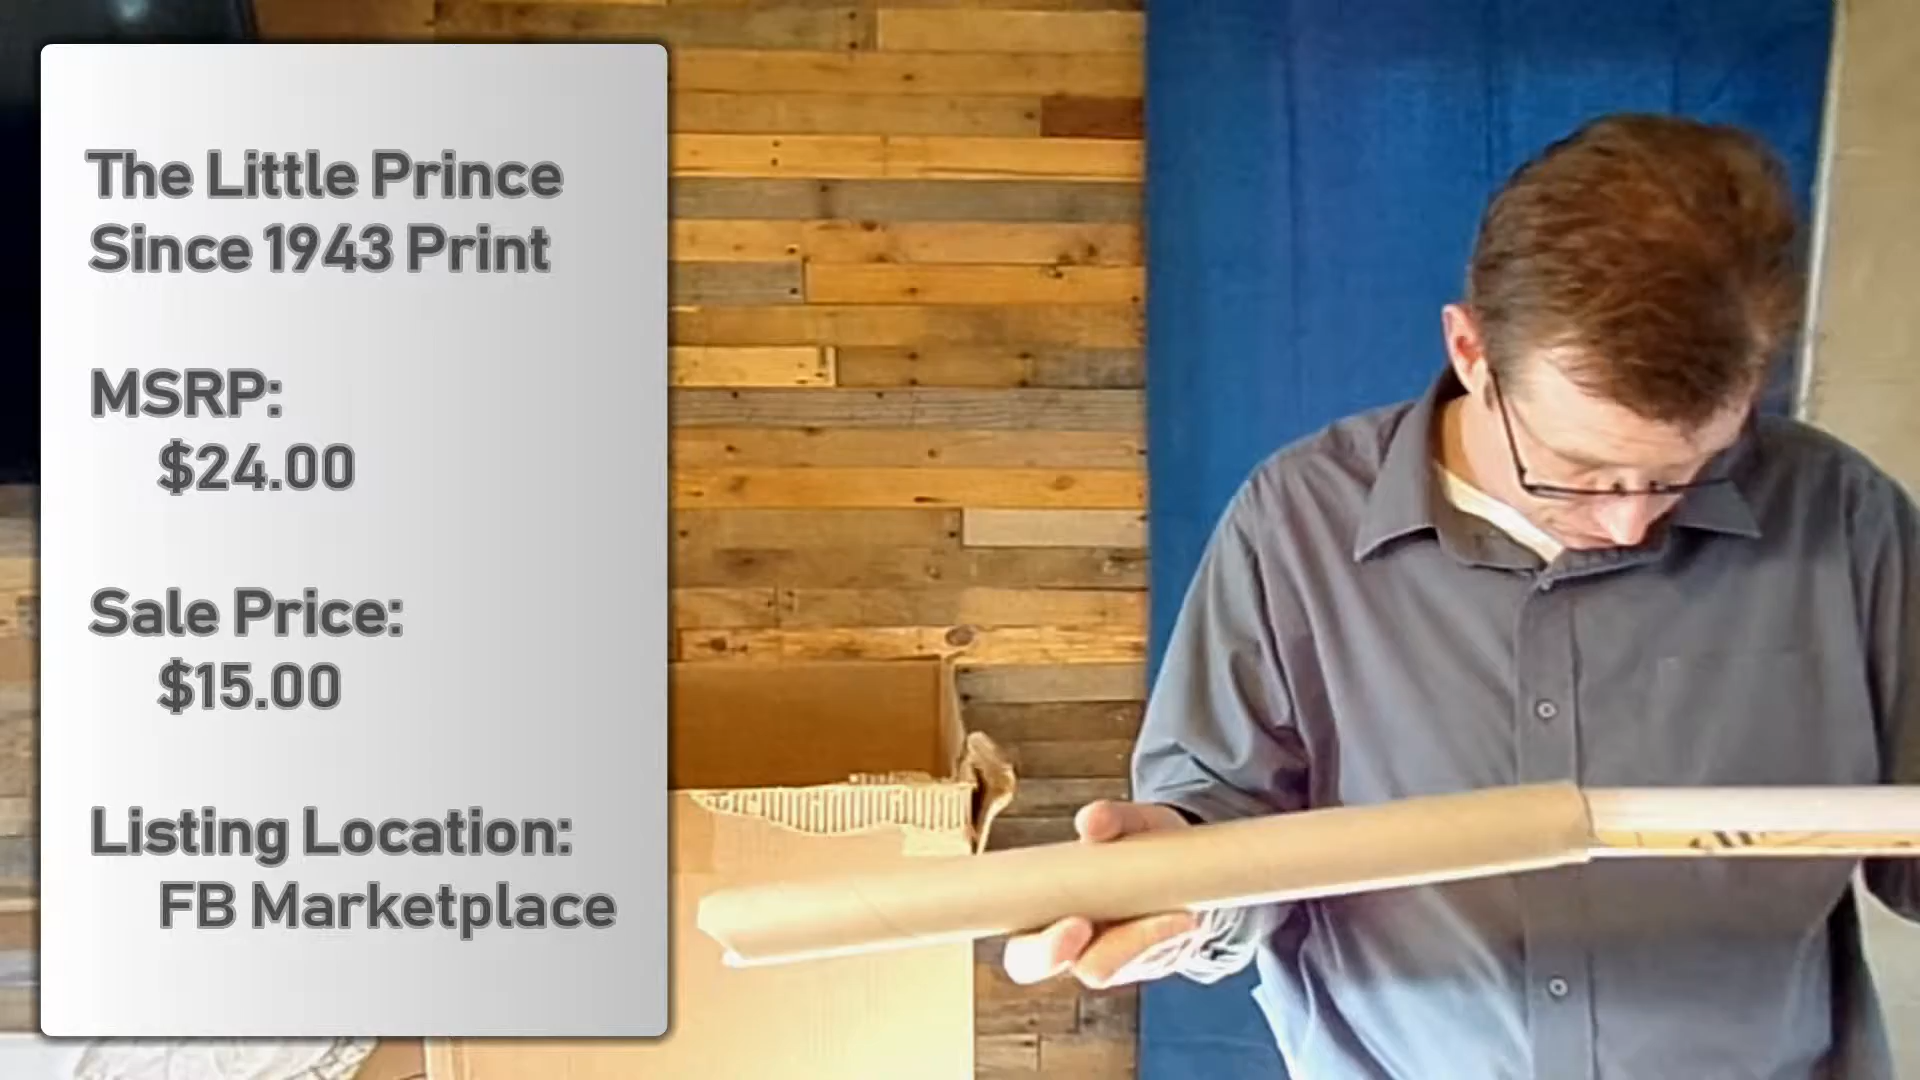 The Little Prince
Since 1943 Print
MSRP:
$24.00
Sale Price:
$15.00
Listing Location:
FB Marketplace